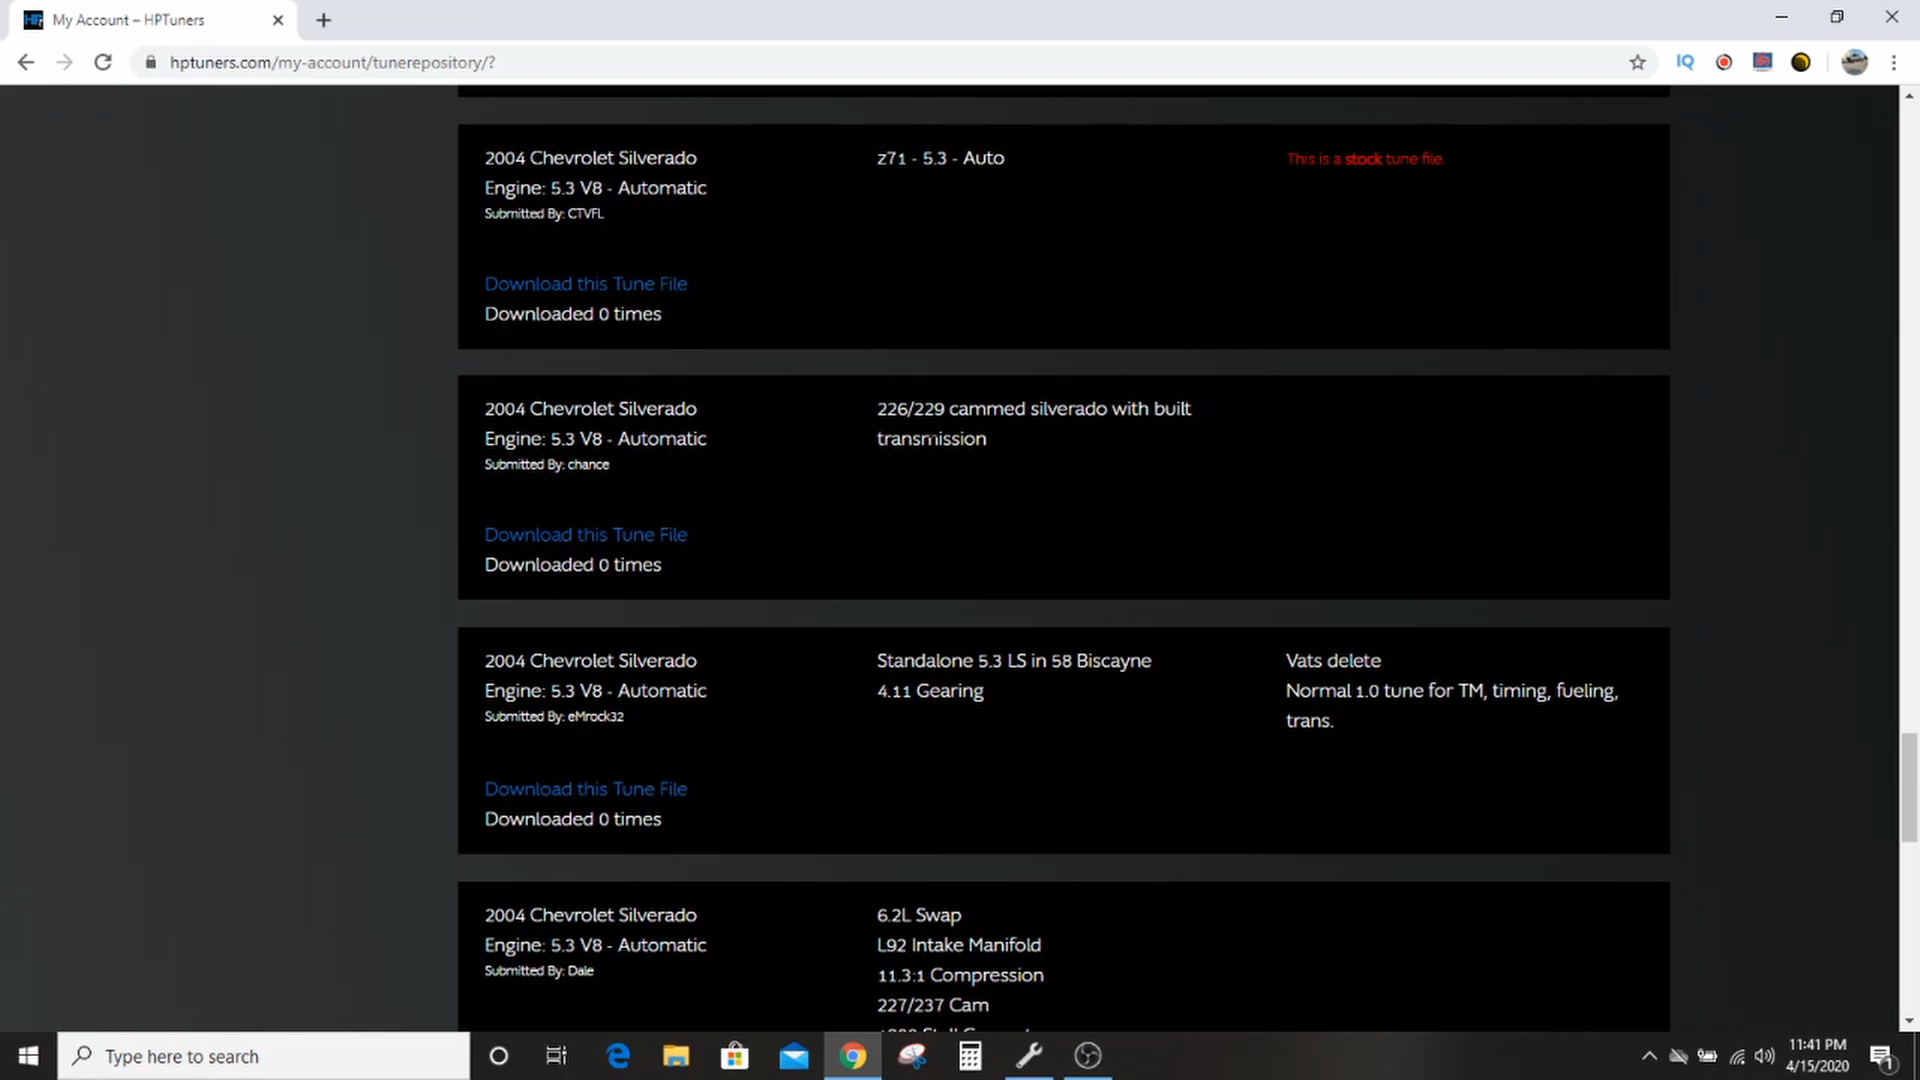 My Account – HPTuners
hptuners.com/my-account/tunerepository/?
IQ
2004 Chevrolet Silverado
Engine: 5.3 V8 - Automatic
Submitted By: CTVFL
z71 - 5.3 - Auto
This is a stock tune file.
Download this Tune File
Downloaded 0 times
2004 Chevrolet Silverado
Engine: 5.3 V8 - Automatic
Submitted By: chance
226/229 cammed silverado with built
transmission
Download this Tune File
Downloaded 0 times
2004 Chevrolet Silverado
Engine: 5.3 V8 - Automatic
Submitted By: eMrock32
Standalone 5.3 LS in 58 Biscayne
4.11 Gearing
Vats delete
Normal 1.0 tune for TM, timing, fueling,
trans.
Download this Tune File
Downloaded 0 times
2004 Chevrolet Silverado
Engine: 5.3 V8 - Automatic
Submitted By: Dale
6.2L Swap
L92 Intake Manifold
11.3:1 Compression
227/237 Cam
Type here to search
11:41 PM
4/15/2020
1